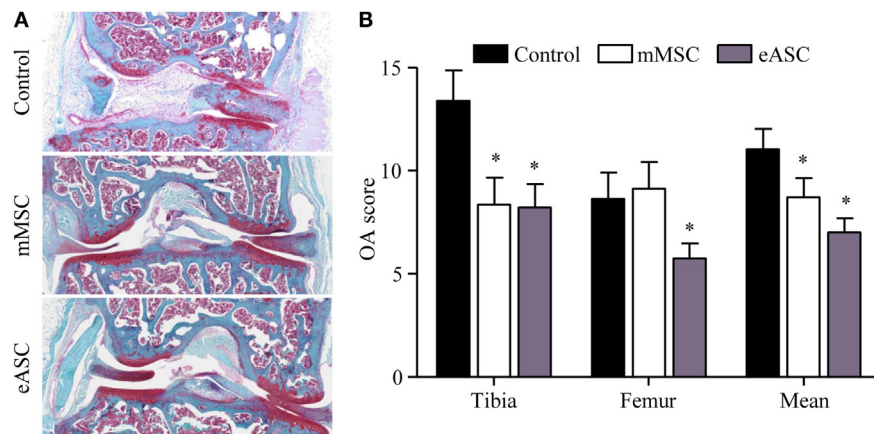 A
Control
mMSC
eASC
B
Control mMSC eASC
OA score
15
10
5
0
* *
*
*
*
Tibia Femur Mean